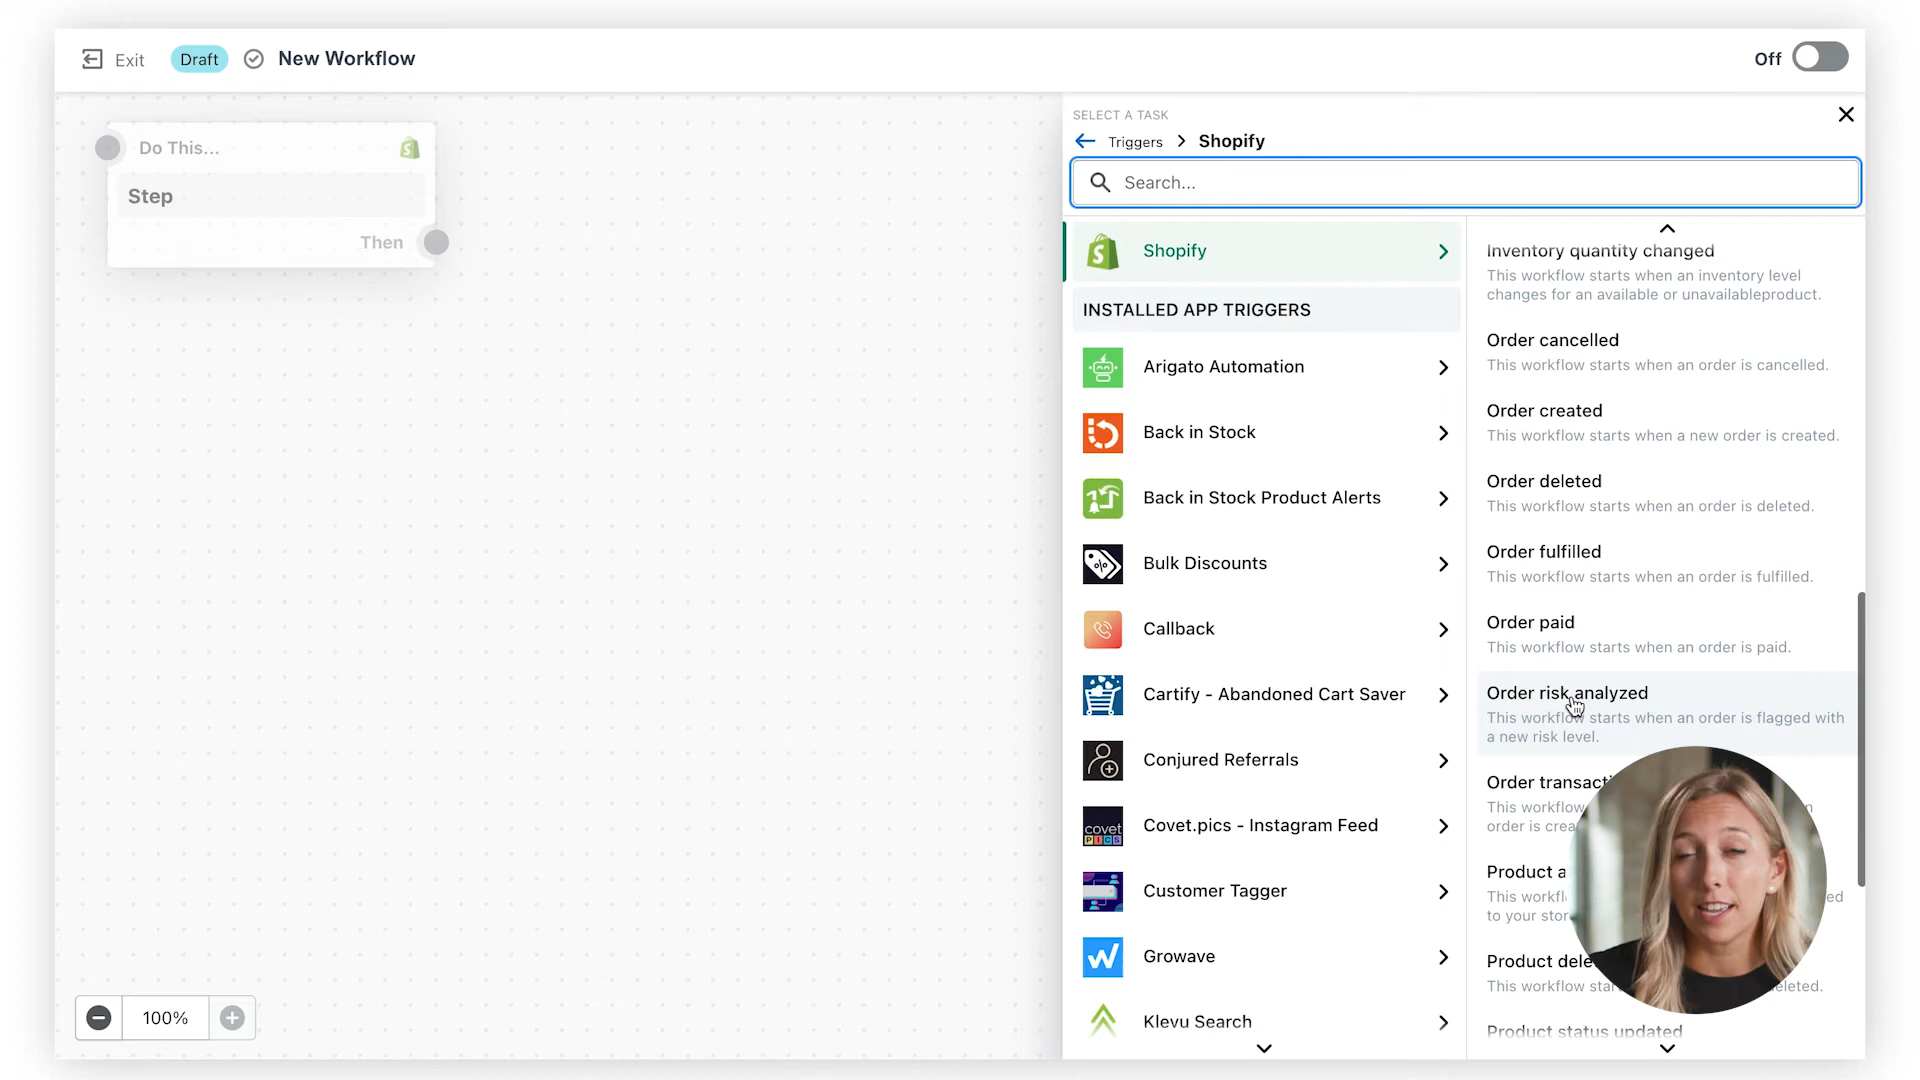 Exit
Draft
New Workflow
Off
Do This...
Step
Then
100%
SELECT A TASK
Triggers
Shopify
Search...
Shopify
INSTALLED APP TRIGGERS
Arigato Automation
Back in Stock
Back in Stock Product Alerts
Bulk Discounts
Callback
Cartify - Abandoned Cart Saver
Conjured Referrals
covet PICS
Covet.pics - Instagram Feed
Customer Tagger
Growave
Klevu Search
Inventory quantity changed
This workflow starts when an inventory level
changes for an available or unavailableproduct.
Order cancelled
This workflow starts when an order is cancelled.
Order created
This workflow starts when a new order is created.
Order deleted
This workflow starts when an order is deleted.
Order fulfilled
This workflow starts when an order is fulfilled.
Order paid
This workflow starts when an order is paid.
Order risk analyzed
This workflow starts when an order is flagged with
a new risk level.
Order
This workflow
order is
Product
to your
Product
This workflow
Product status updated